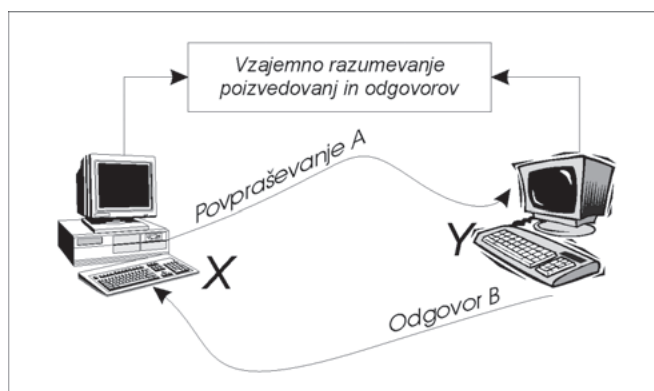 Vzajemno razumevanje
poizvedovanj in odgovorov
Povpraševanje A
X
Y
Odgovor B